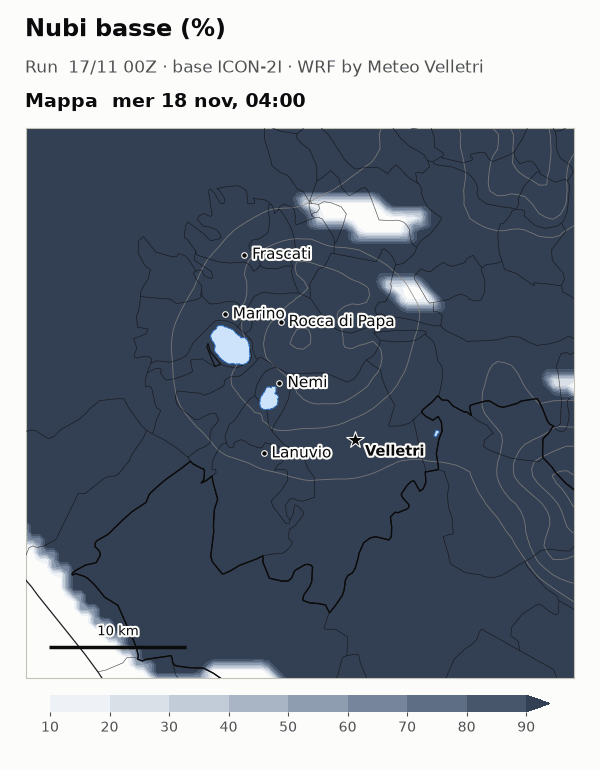 Nubi basse (%)
Run  17/11 00Z · base ICON-2I · WRF by Meteo Velletri
Mappa  mer 18 nov, 04:00
Frascati
Marino
Rocca di Papa
Nemi
Velletri
Lanuvio
10 km
10 20 30 40 50 60 70 80 90